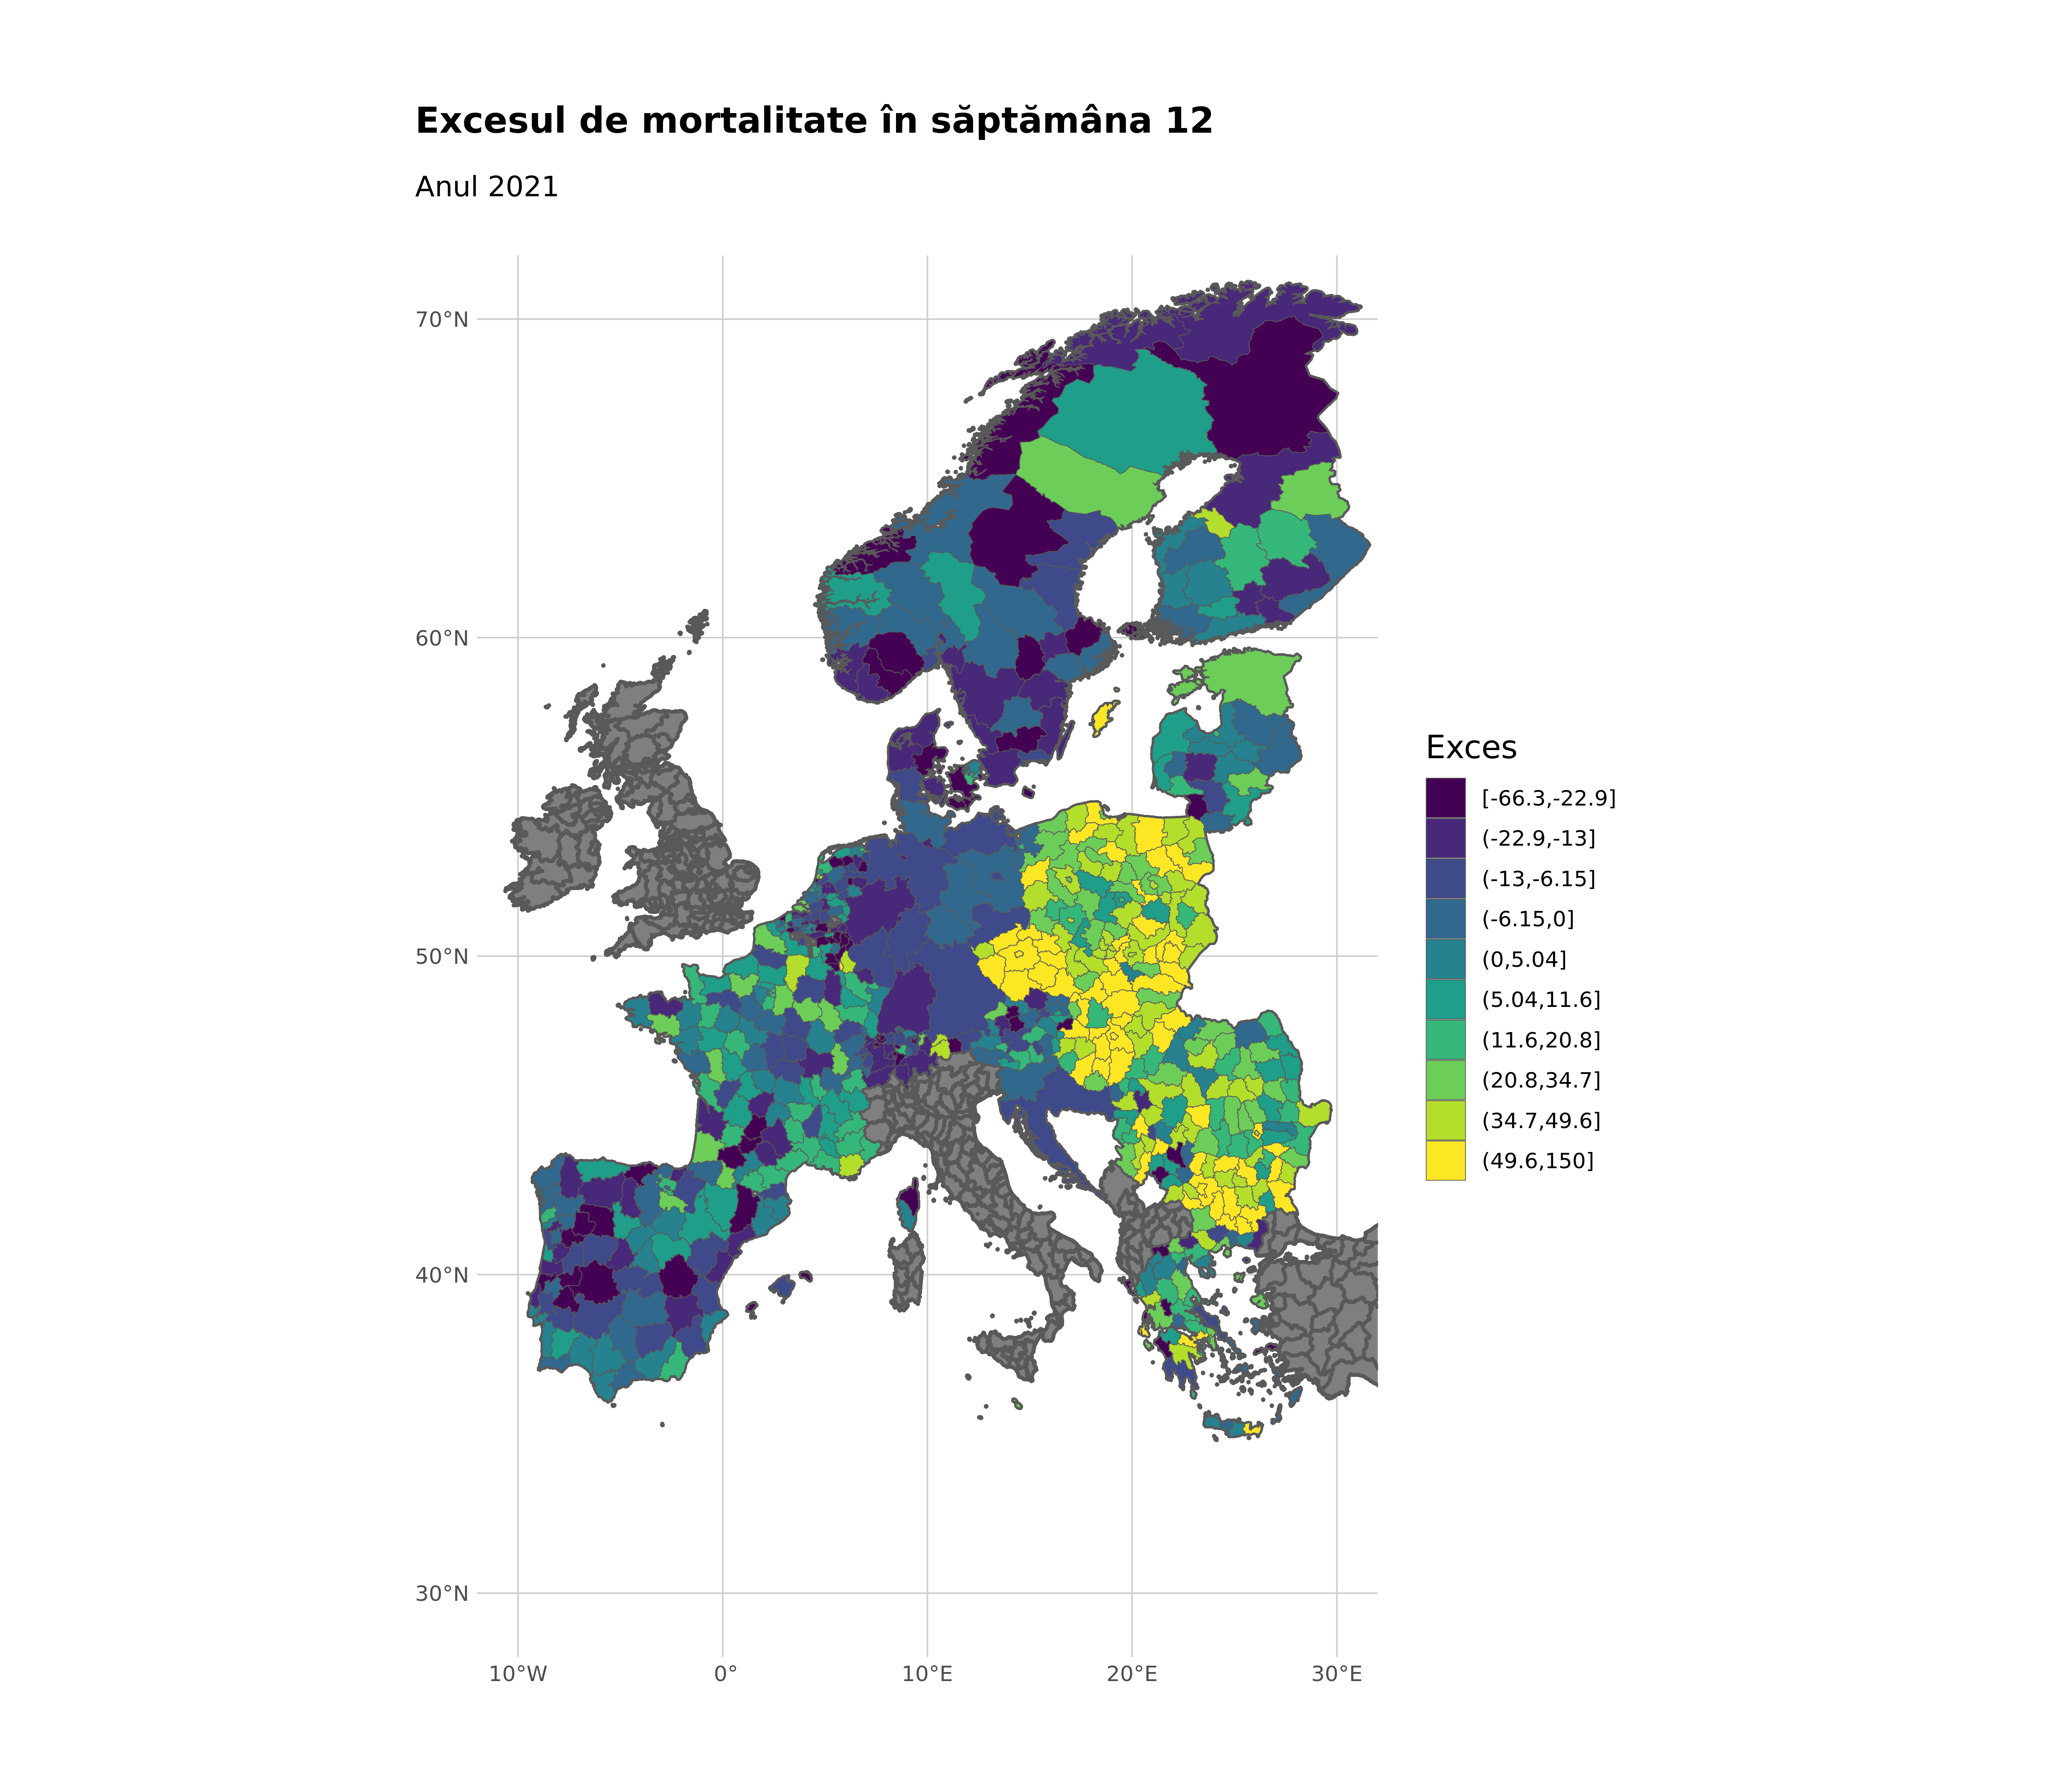 Excesul de mortalitate în săptămâna 12
Anul 2021
70°N
60°N
50°N
40°N
30°N
10°W
0°
10°E
20°E
30°E
Exces
[-66.3,-22.9]
(-22.9,-13]
(-13,-6.15]
(-6.15,0]
(0,5.04]
(5.04,11.6]
(11.6,20.8]
(20.8,34.7]
(34.7,49.6]
(49.6,150]